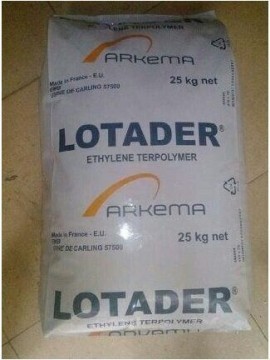 ARKEMA
25 kg net
Made in France - E.U.
USINE DE CARLING 57500
LOTADER®
ETHYLENE TERPOLYMER
ARKEMA
Made in France - E.U.
25 kg net
USINE DE CARLING 57500
LOTADER®
ETHYLENE TERPOLYMER
ARKEMA